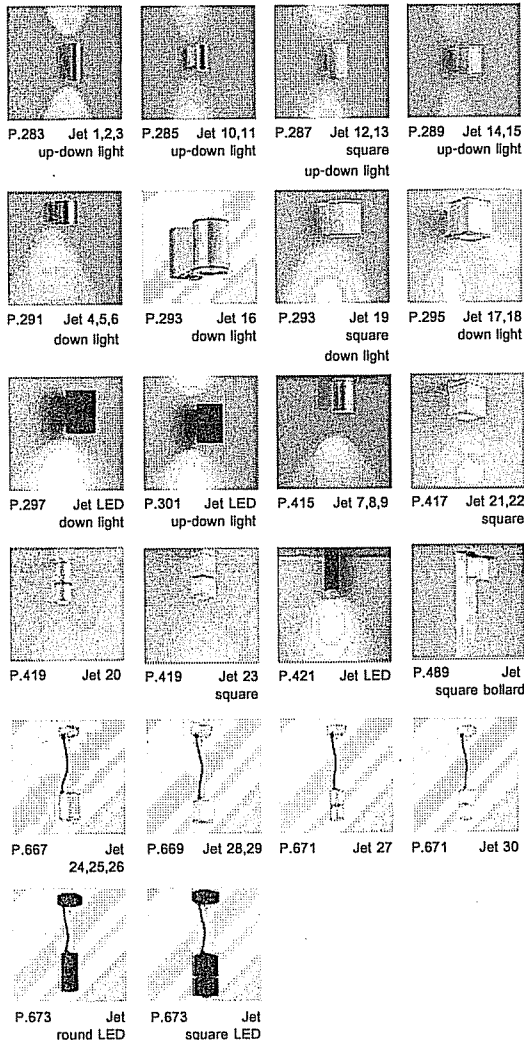 P.283 Jet 1,2,3
up-down light
P.285 Jet 10,11
up-down light
P.287 Jet 12,13
square
up-down light
P.289 Jet 14,15
up-down light
P.291 Jet 4,5,6
down light
P.293 Jet 16
down light
P.293 Jet 19
square
down light
P.295 Jet 17,18
down light
P.297 Jet LED
down light
P.301 Jet LED
up-down light
P.415 Jet 7,8,9
P.417 Jet 21,22
square
P.419 Jet 20
P.419 Jet 23
square
P.421 Jet LED
P.489 Jet
square bollard
P.667 Jet
24,25,26
P.669 Jet 28,29
P.671 Jet 27
P.671 Jet 30
P.673 Jet
round LED
P.673 Jet
square LED